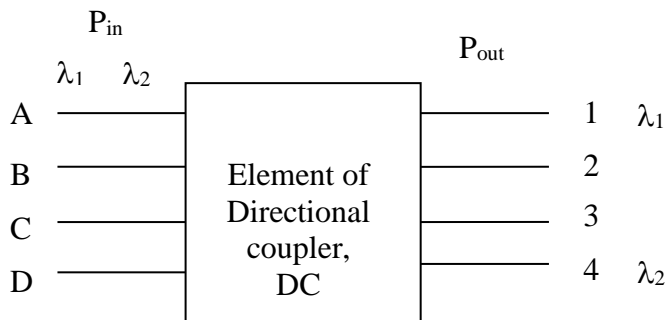 P_in
P_out
λ₁ λ₂
A 1 λ₁
B 2
C 3
D 4 λ₂
Element of
Directional
coupler,
DC